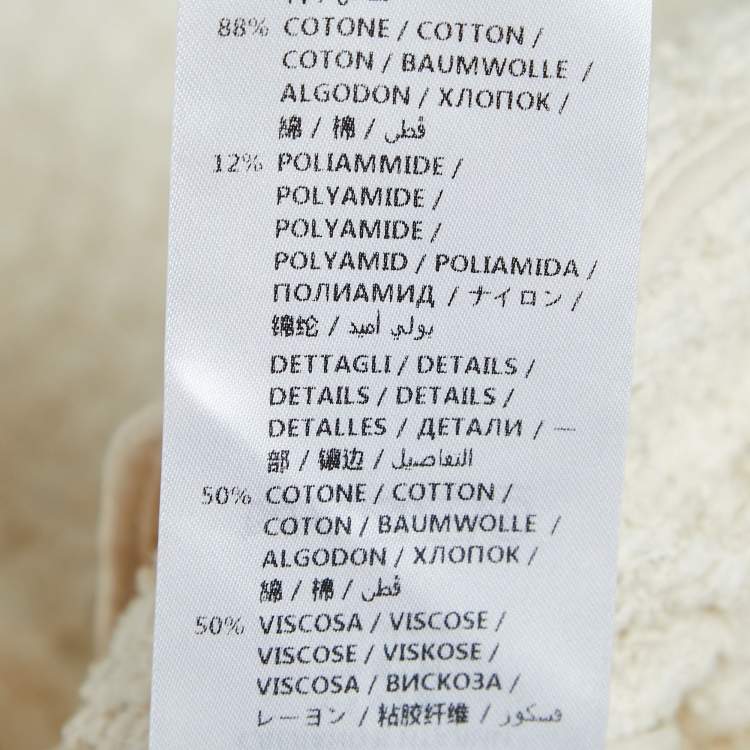 88% COTONE / COTTON /
COTON / BAUMWOLLE /
ALGODON / ХЛОПОК /
綿 / 棉 / قطن
12% POLIAMMIDE /
POLYAMIDE /
POLYAMIDE /
POLYAMID / POLIAMIDA /
ПОЛИАМИД / ナイロン /
锦纶 / بولي أميد
DETTAGLI / DETAILS /
DETAILS / DETAILS /
DETALLES / ДЕТАЛИ / 一
部 / 镶边 / التفاصيل
50% COTONE / COTTON /
COTON / BAUMWOLLE /
ALGODON / ХЛОПОК /
綿 / 棉 / قطن
50% VISCOSA / VISCOSE /
VISCOSE / VISKOSE /
VISCOSA / ВИСКОЗА /
レーヨン / 粘胶纤维 / فسكوز